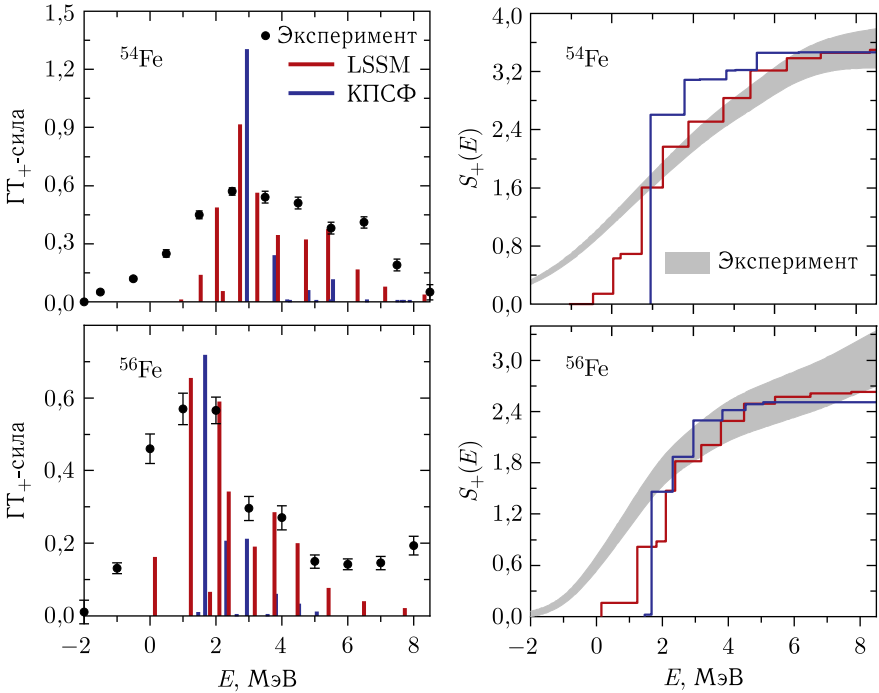 1,5
1,2
0,9
0,6
0,3
0,0
ГТ₊-сила
⁵⁴Fe
Эксперимент
LSSM
КПСФ
4,0
3,2
2,4
1,6
0,8
0,0
S₊(E)
⁵⁴Fe
Эксперимент
0,6
0,4
0,2
0,0
ГТ₊-сила
⁵⁶Fe
−2 0 2 4 6 8
E, МэВ
3,0
2,4
1,8
1,2
0,6
0,0
S₊(E)
⁵⁶Fe
−2 0 2 4 6 8
E, МэВ